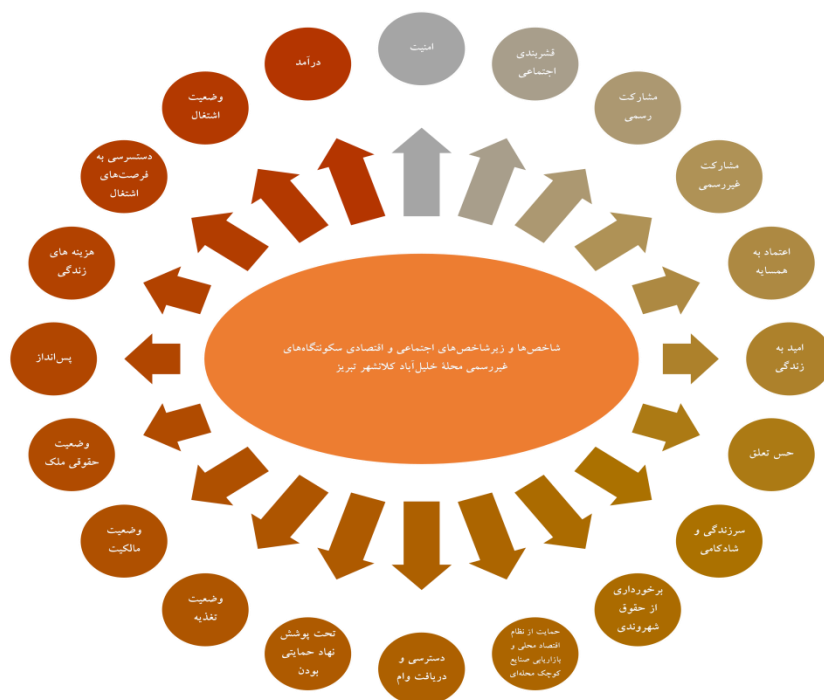 امنیت
قشربندی
اجتماعی
مشارکت
رسمی
مشارکت
غیررسمی
اعتماد به
همسایه
امید به
زندگی
حس تعلق
سرزندگی و
شادکامی
برخورداری
از حقوق
شهروندی
حمایت از نظام
اقتصاد محلی و
بازاریابی صنایع
کوچک محله‌ای
دسترسی و
دریافت وام
تحت پوشش
نهاد حمایتی
بودن
وضعیت
تغذیه
وضعیت
مالکیت
وضعیت
حقوقی ملک
پس‌انداز
هزینه های
زندگی
دستسرسی به
فرصت‌های
اشتغال
وضعیت
اشتغال
درآمد
شاخص‌ها و زیرشاخص‌های اجتماعی و اقتصادی سکونتگاه‌های
غیررسمی محلهٔ خلیل‌آباد کلانشهر تبریز